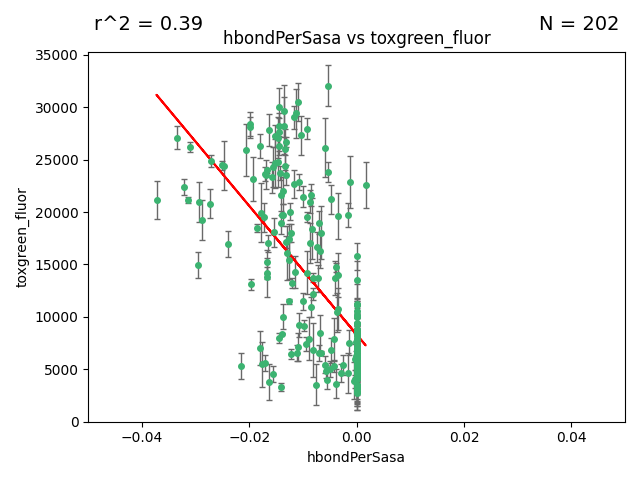 r^2 = 0.39
N = 202
hbondPerSasa vs toxgreen_fluor
35000
30000
25000
20000
15000
10000
5000
0
toxgreen_fluor
−0.04
−0.02
0.00
0.02
0.04
hbondPerSasa